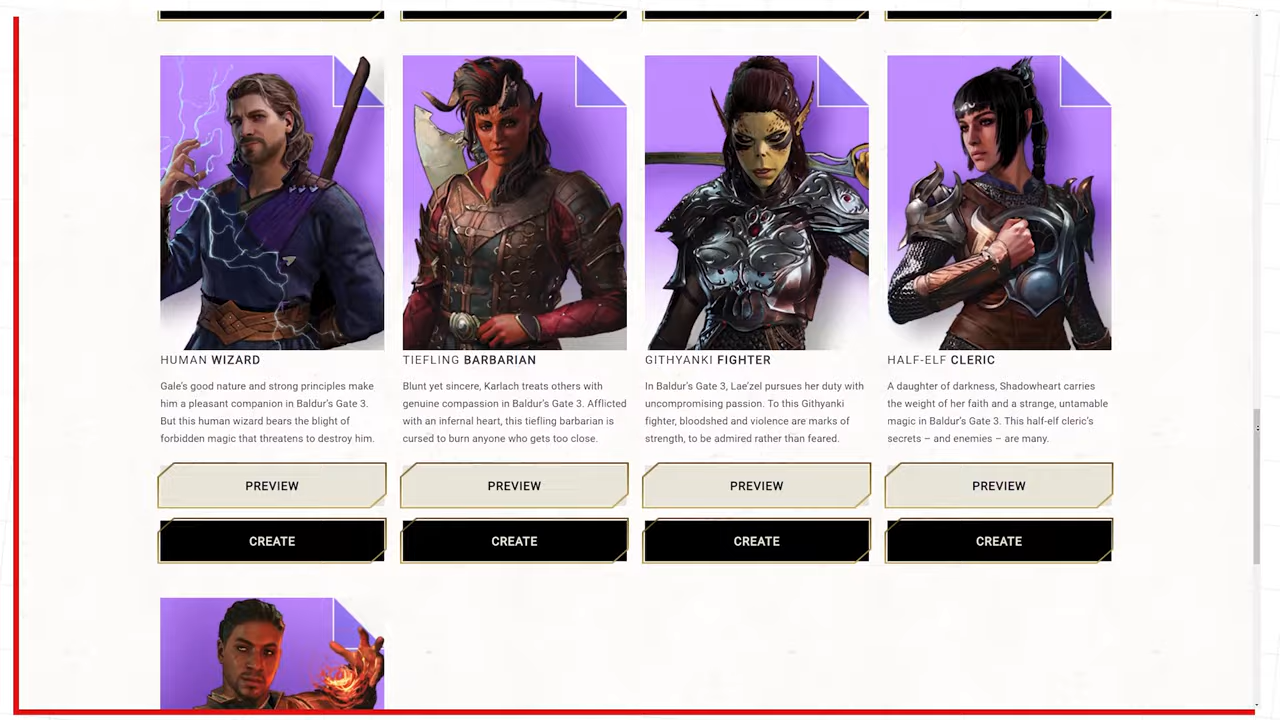 HUMAN WIZARD
Gale's good nature and strong principles make
him a pleasant companion in Baldur's Gate 3.
But this human wizard bears the blight of
forbidden magic that threatens to destroy him.
PREVIEW
CREATE
TIEFLING BARBARIAN
Blunt yet sincere, Karlach treats others with
genuine compassion in Baldur's Gate 3. Afflicted
with an infernal heart, this tiefling barbarian is
cursed to burn anyone who gets too close.
PREVIEW
CREATE
GITHYANKI FIGHTER
In Baldur's Gate 3, Lae'zel pursues her duty with
uncompromising passion. To this Githyanki
fighter, bloodshed and violence are marks of
strength, to be admired rather than feared.
PREVIEW
CREATE
HALF-ELF CLERIC
A daughter of darkness, Shadowheart carries
the weight of her faith and a strange, untamable
magic in Baldur's Gate 3. This half-elf cleric's
secrets – and enemies – are many.
PREVIEW
CREATE